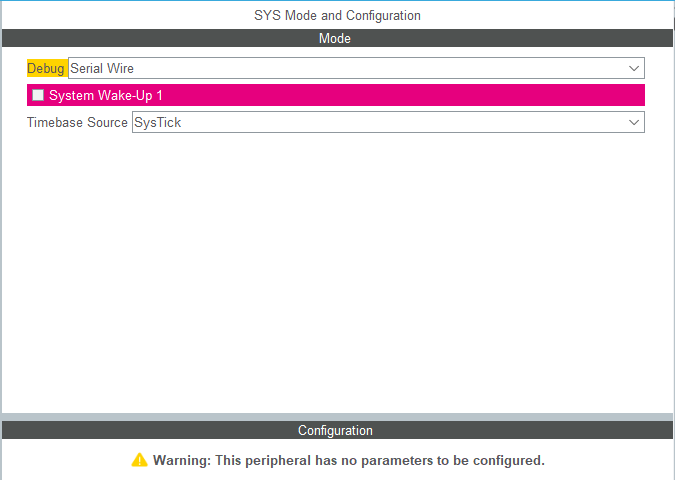 SYS Mode and Configuration
Mode
Debug Serial Wire
System Wake-Up 1
Timebase Source SysTick
Configuration
Warning: This peripheral has no parameters to be configured.